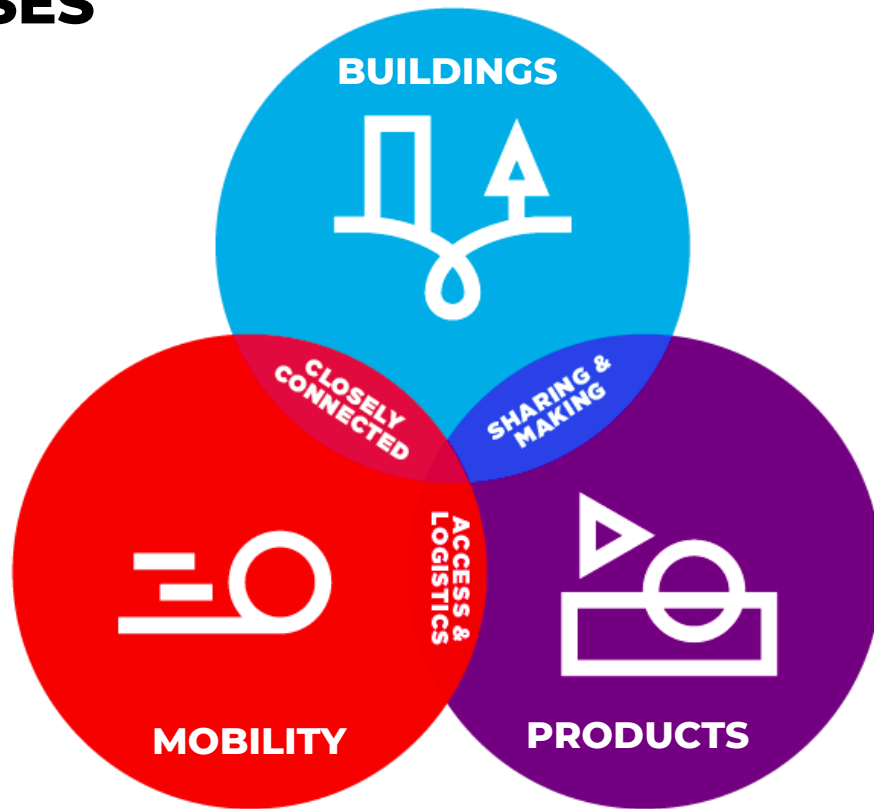 SES
BUILDINGS
CLOSELY
CONNECTED
SHARING &
MAKING
ACCESS &
LOGISTICS
MOBILITY
PRODUCTS